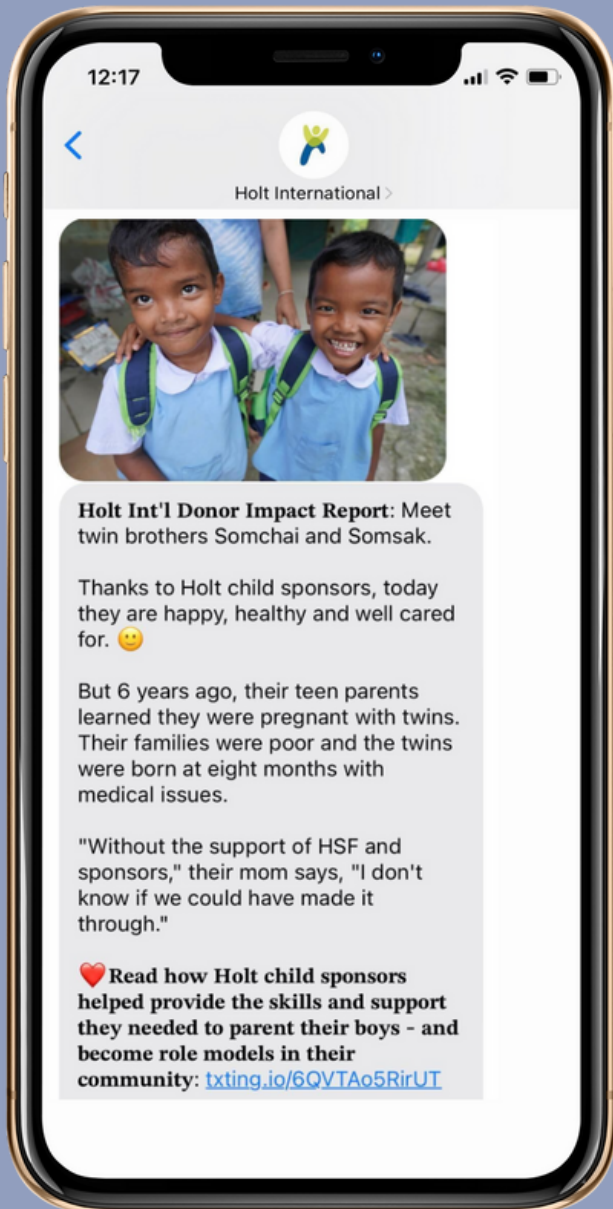 12:17
Holt International >
Holt Int'l Donor Impact Report: Meet
twin brothers Somchai and Somsak.
Thanks to Holt child sponsors, today
they are happy, healthy and well cared
for. 🙂
But 6 years ago, their teen parents
learned they were pregnant with twins.
Their families were poor and the twins
were born at eight months with
medical issues.
"Without the support of HSF and
sponsors," their mom says, "I don't
know if we could have made it
through."
❤️Read how Holt child sponsors
helped provide the skills and support
they needed to parent their boys - and
become role models in their
community: txting.io/6QVTAo5RirUT